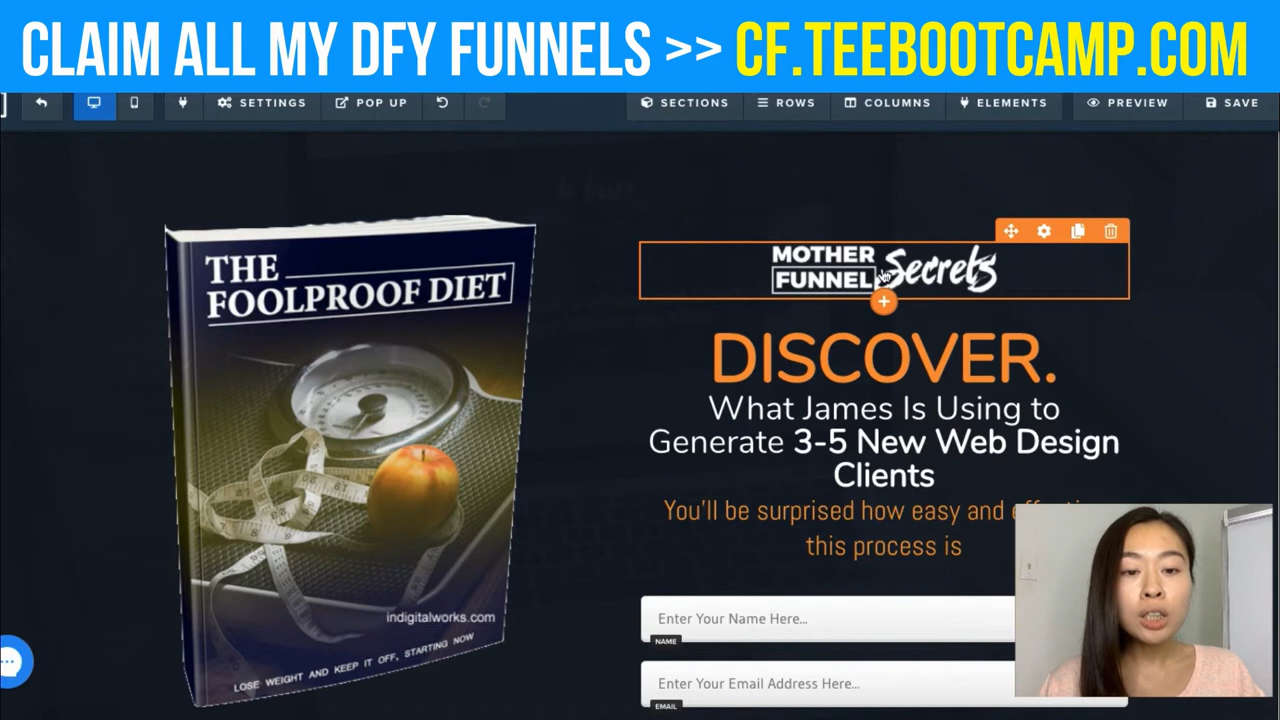 CLAIM ALL MY DFY FUNNELS >> CF.TEEBOOTCAMP.COM
SETTINGS POP UP SECTIONS ROWS COLUMNS ELEMENTS PREVIEW SAVE
THE
FOOLPROOF DIET
indigitalworks.com
LOSE WEIGHT AND KEEP IT OFF, STARTING NOW
MOTHER
FUNNEL Secrets
DISCOVER.
What James Is Using to
Generate 3-5 New Web Design
Clients
You'll be surprised how easy and
this process is
Enter Your Name Here...
NAME
Enter Your Email Address Here...
EMAIL